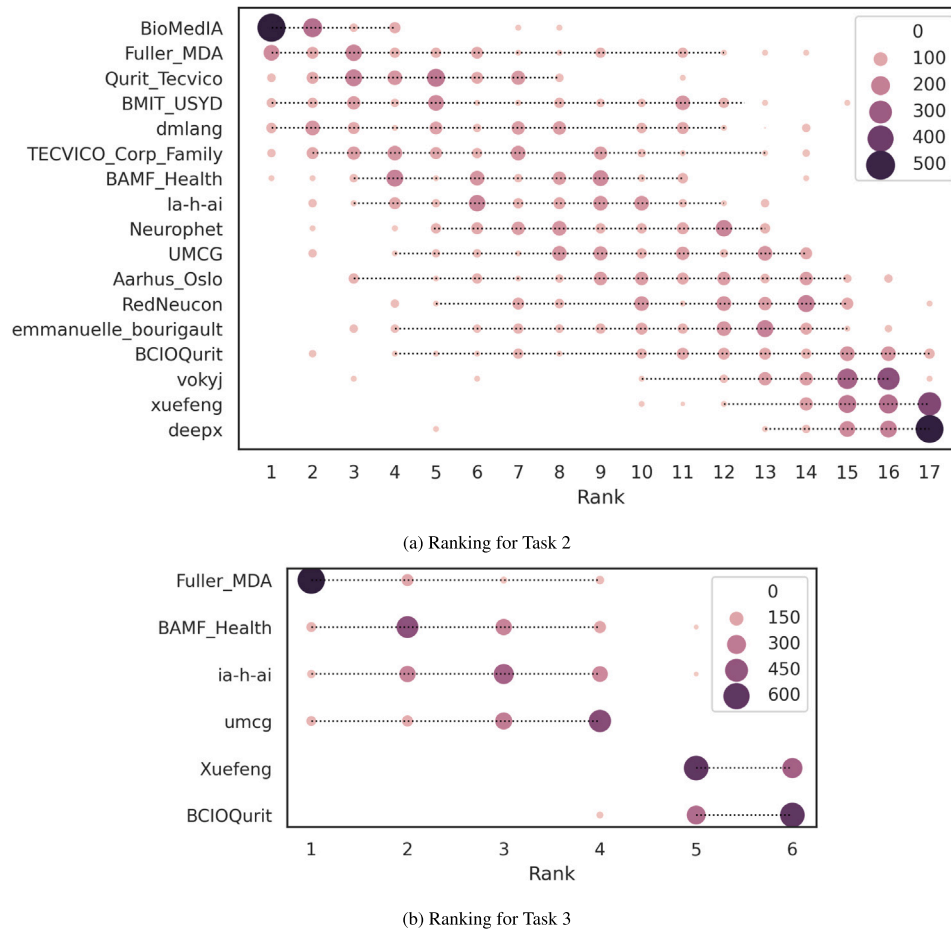 BioMedIA
Fuller_MDA
Qurit_Tecvico
BMIT_USYD
dmlang
TECVICO_Corp_Family
BAMF_Health
Ia-h-ai
Neurophet
UMCG
Aarhus_Oslo
RedNeucon
emmanuelle_bourigault
BCIOQurit
vokyj
xuefeng
deepx
0
100
200
300
400
500
1 2 3 4 5 6 7 8 9 10 11 12 13 14 15 16 17
Rank
(a) Ranking for Task 2
Fuller_MDA
BAMF_Health
ia-h-ai
umcg
Xuefeng
BCIOQurit
0
150
300
450
600
1 2 3 4 5 6
Rank
(b) Ranking for Task 3